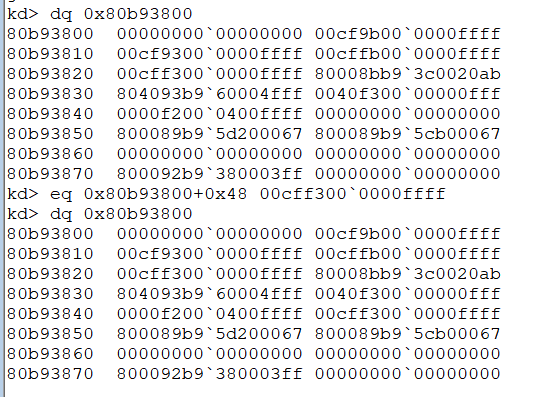 kd> dq 0x80b93800
80b93800  00000000`00000000 00cf9b00`0000ffff
80b93810  00cf9300`0000ffff 00cffb00`0000ffff
80b93820  00cff300`0000ffff 80008bb9`3c0020ab
80b93830  804093b9`60004fff 0040f300`00000fff
80b93840  0000f200`0400ffff 00000000`00000000
80b93850  800089b9`5d200067 800089b9`5cb00067
80b93860  00000000`00000000 00000000`00000000
80b93870  800092b9`380003ff 00000000`00000000
kd> eq 0x80b93800+0x48 00cff300`0000ffff
kd> dq 0x80b93800
80b93800  00000000`00000000 00cf9b00`0000ffff
80b93810  00cf9300`0000ffff 00cffb00`0000ffff
80b93820  00cff300`0000ffff 80008bb9`3c0020ab
80b93830  804093b9`60004fff 0040f300`00000fff
80b93840  0000f200`0400ffff 00cff300`0000ffff
80b93850  800089b9`5d200067 800089b9`5cb00067
80b93860  00000000`00000000 00000000`00000000
80b93870  800092b9`380003ff 00000000`00000000